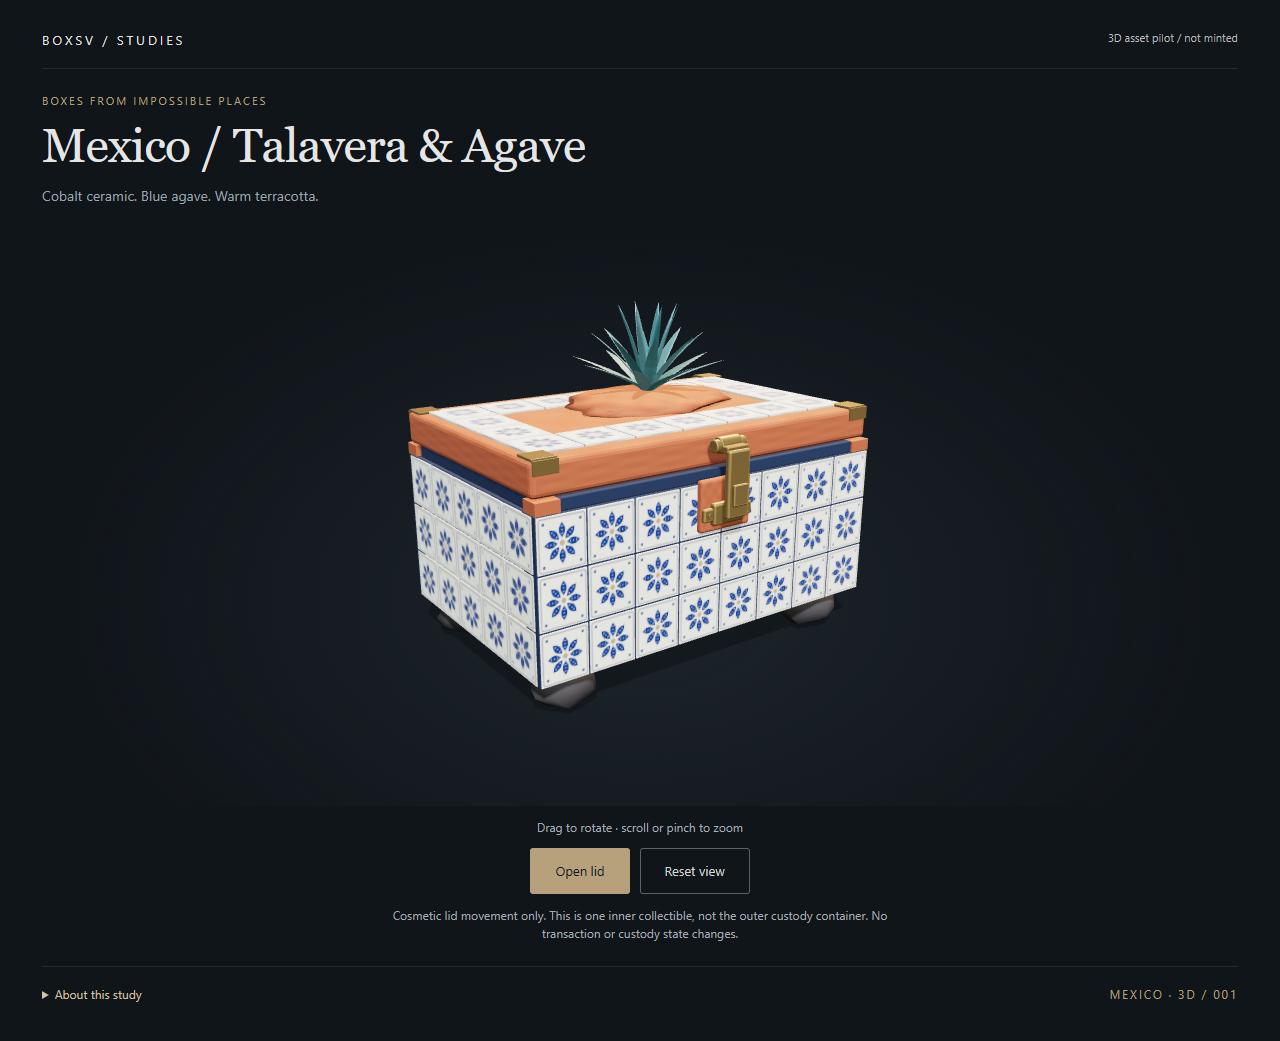 BOXSV / STUDIES
3D asset pilot / not minted
BOXES FROM IMPOSSIBLE PLACES
Mexico / Talavera & Agave
Cobalt ceramic. Blue agave. Warm terracotta.
Drag to rotate · scroll or pinch to zoom
Open lid
Reset view
Cosmetic lid movement only. This is one inner collectible, not the outer custody container. No
transaction or custody state changes.
About this study
MEXICO · 3D / 001